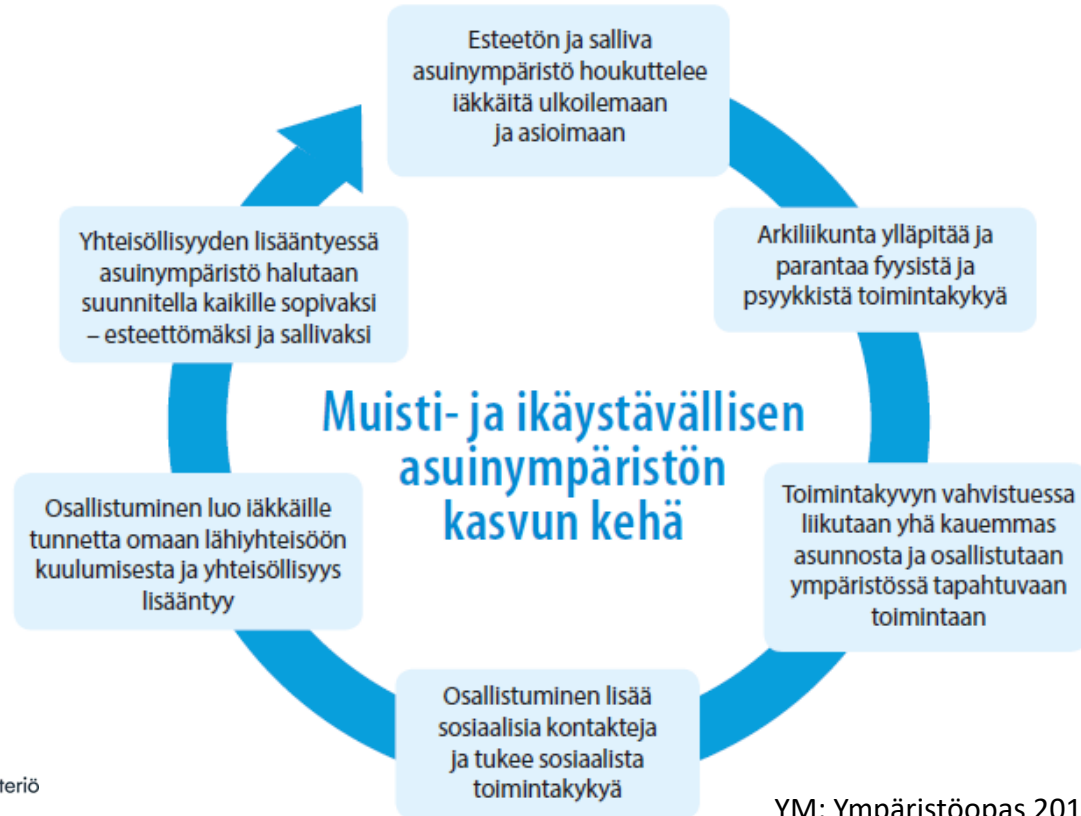 Esteetön ja salliva
asuinympäristö houkuttelee
iäkkäitä ulkoilemaan
ja asioimaan
Arkiliikunta ylläpitää ja
parantaa fyysistä ja
psyykkistä toimintakykyä
Toimintakyvyn vahvistuessa
liikutaan yhä kauemmas
asunnosta ja osallistutaan
ympäristössä tapahtuvaan
toimintaan
Osallistuminen lisää
sosiaalisia kontakteja
ja tukee sosiaalista
toimintakykyä
Osallistuminen luo iäkkäille
tunnetta omaan lähiyhteisöön
kuulumisesta ja yhteisöllisyys
lisääntyy
Yhteisöllisyyden lisääntyessä
asuinympäristö halutaan
suunnitella kaikille sopivaksi
– esteettömäksi ja sallivaksi
Muisti- ja ikäystävällisen
asuinympäristön
kasvun kehä
teriö
YM: Ympäristöopas 201